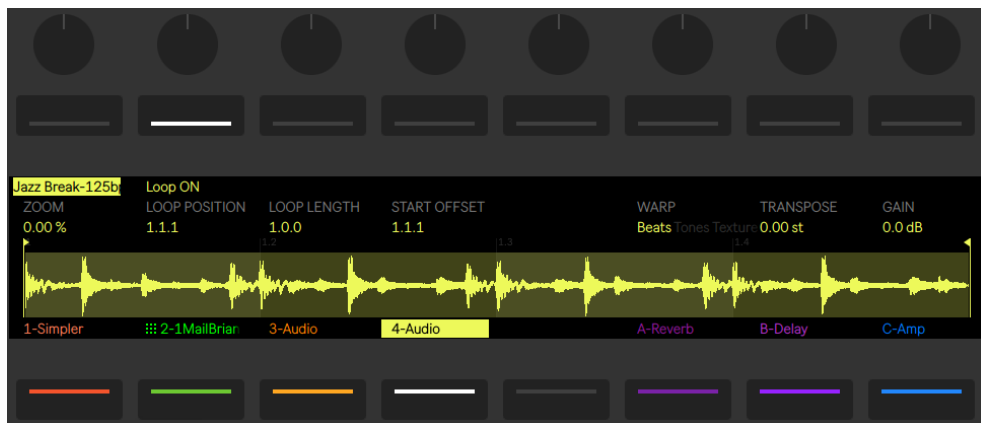 Jazz Break-125b Loop ON
ZOOM LOOP POSITION LOOP LENGTH START OFFSET WARP TRANSPOSE GAIN
0.00 % 1.1.1 1.0.0 1.1.1 Beats Tones Texture 0.00 st 0.0 dB
1.2 1.3 1.4
1-Simpler 2-1MailBrian 3-Audio 4-Audio A-Reverb B-Delay C-Amp